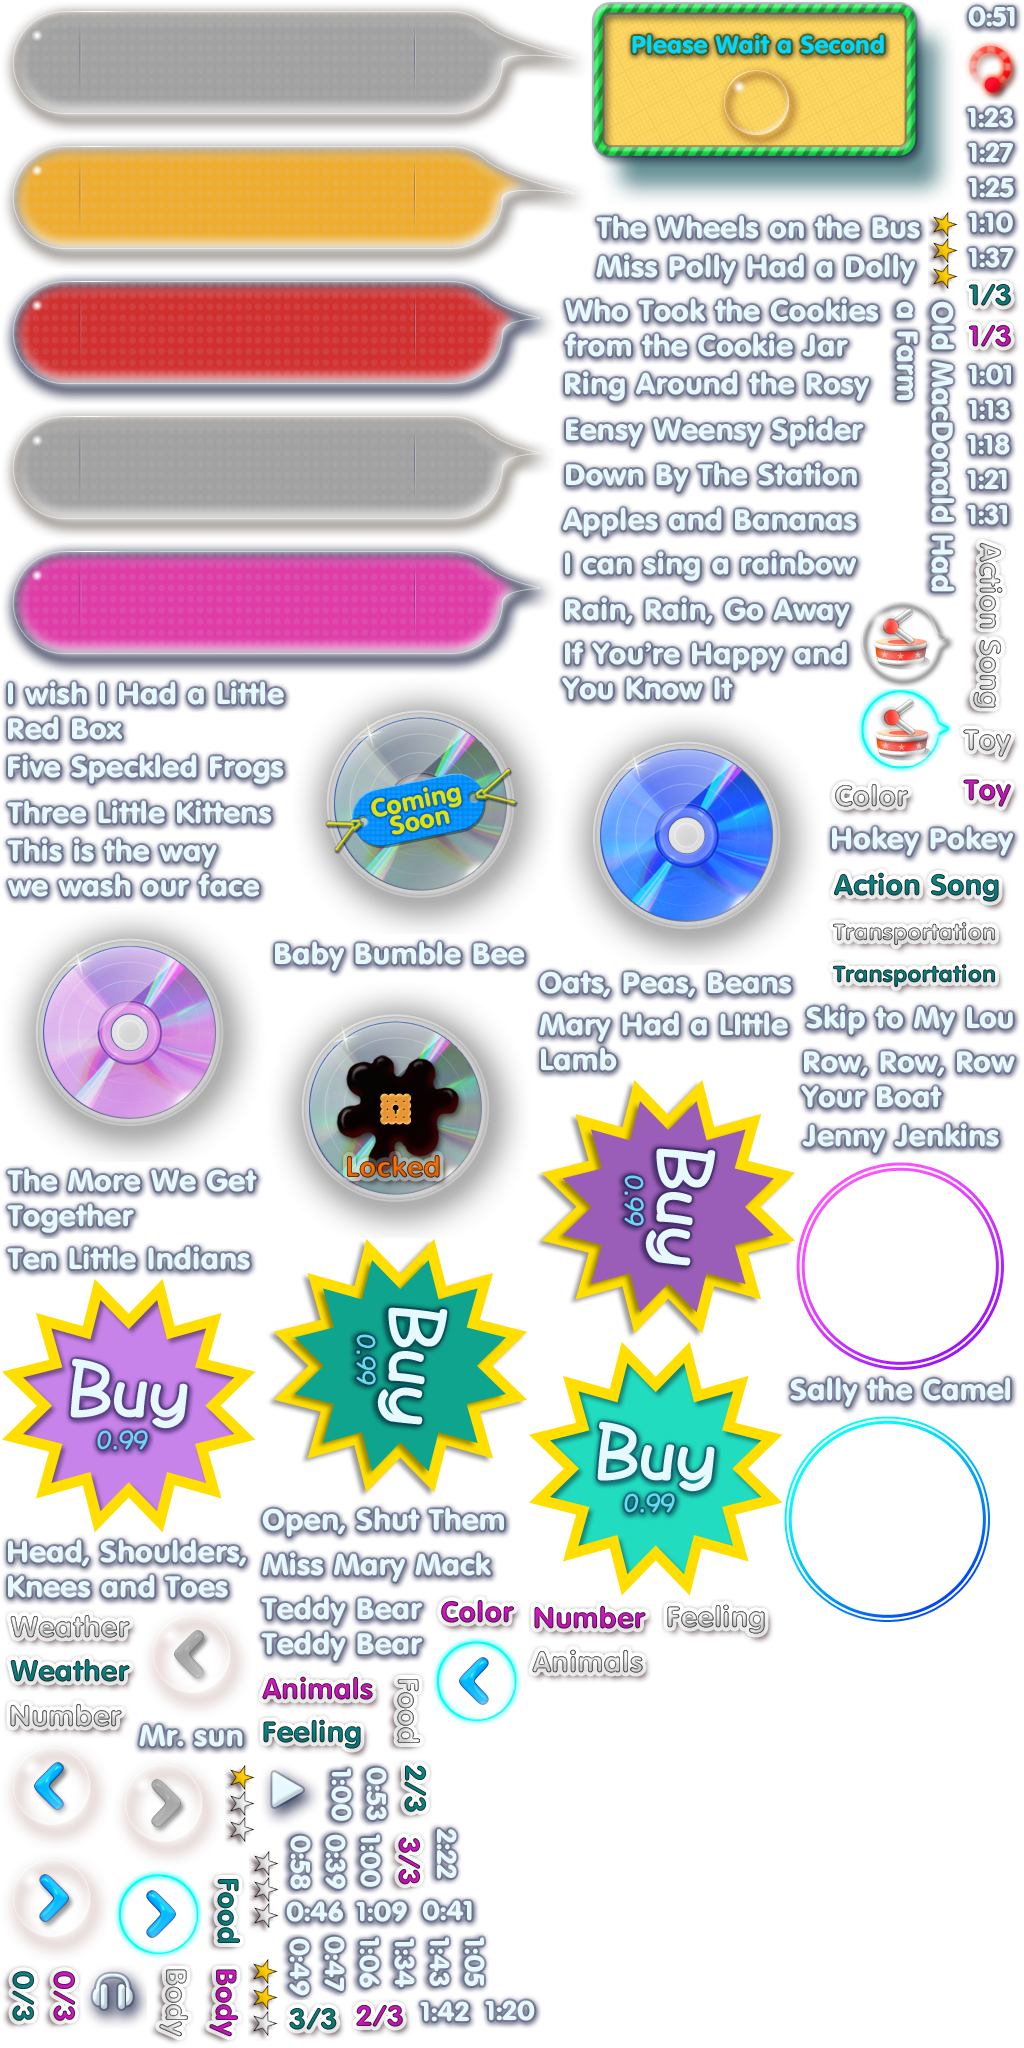 Please Wait a Second
0:51
1:23
1:27
1:25
1:10
1:37
1/3
1/3
1:01
1:13
1:18
1:21
1:31
The Wheels on the Bus
Miss Polly Had a Dolly
Who Took the Cookies
from the Cookie Jar
Ring Around the Rosy
Eensy Weensy Spider
Down By The Station
Apples and Bananas
I can sing a rainbow
Rain, Rain, Go Away
If You're Happy and
You Know It
Old MacDonald Had
a Farm
Action Song
Toy
Toy
Color
Hokey Pokey
Action Song
Transportation
Transportation
I wish I Had a Little
Red Box
Five Speckled Frogs
Three Little Kittens
This is the way
we wash our face
Coming
Soon
Baby Bumble Bee
Oats, Peas, Beans
Mary Had a LIttle
Lamb
Skip to My Lou
Row, Row, Row
Your Boat
Jenny Jenkins
Locked
The More We Get
Together
Ten Little Indians
Buy
0.99
Buy
0.99
Buy
0.99
Buy
0.99
Sally the Camel
Open, Shut Them
Miss Mary Mack
Teddy Bear
Teddy Bear
Head, Shoulders,
Knees and Toes
Weather
Weather
Number
Color
Number
Feeling
Animals
Animals
Feeling
Food
Mr. sun
1:00
0:53
2/3
0:58
0:39
1:00
3/3
2:22
Food
0:46
1:09
0:41
0:49
0:47
1:06
1:34
1:43
1:05
0/3
0/3
Body
Body
3/3
2/3
1:42
1:20